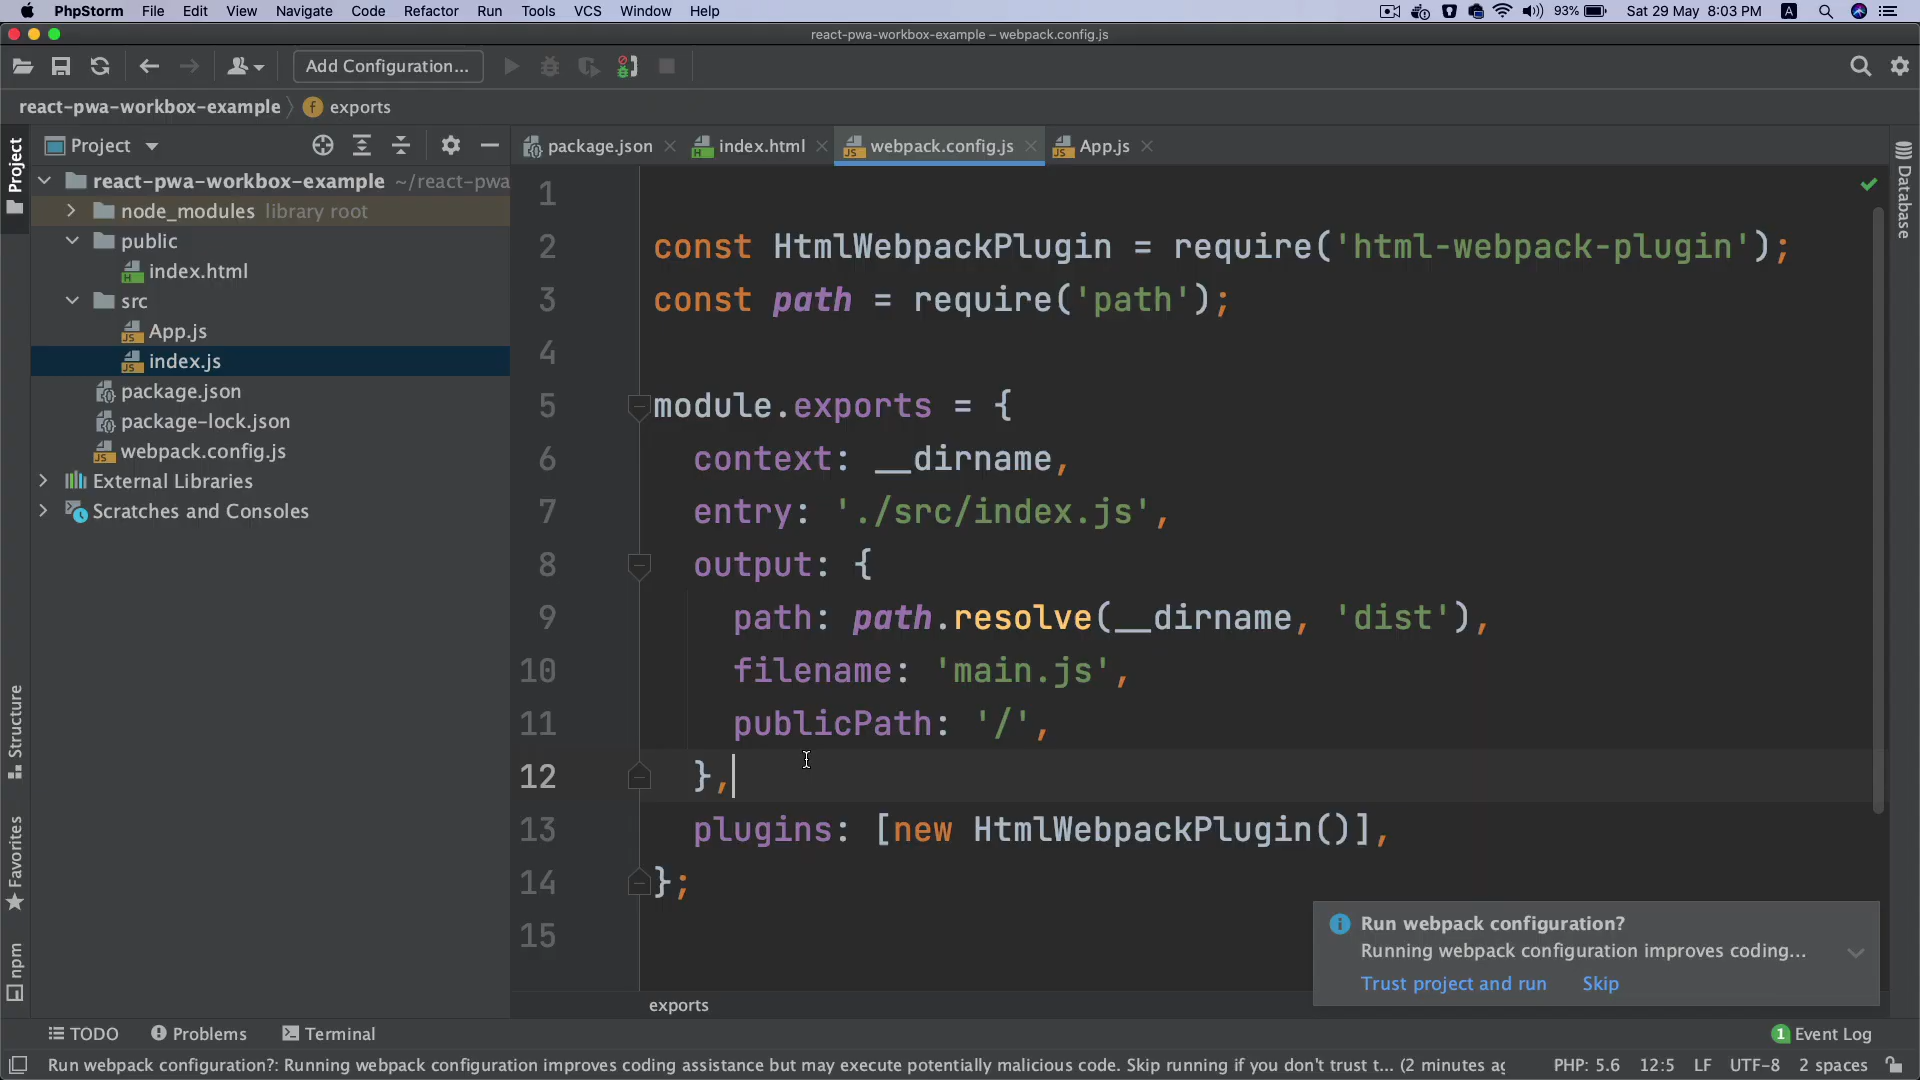 PhpStorm File Edit View Navigate Code Refactor Run Tools VCS Window Help 93% Sat 29 May 8:03 PM A
react-pwa-workbox-example – webpack.config.js
Add Configuration...
react-pwa-workbox-example f exports
Project
package.json
index.html
webpack.config.js
App.js
Project
react-pwa-workbox-example ~/react-pwa
node_modules library root
public
index.html
src
App.js
index.js
package.json
package-lock.json
webpack.config.js
External Libraries
Scratches and Consoles
Structure
Favorites
npm
Database
1
2 const HtmlWebpackPlugin = require('html-webpack-plugin');
3 const path = require('path');
4
5 module.exports = {
6 context: __dirname,
7 entry: './src/index.js',
8 output: {
9 path: path.resolve(__dirname, 'dist'),
10 filename: 'main.js',
11 publicPath: '/',
12 },
13 plugins: [new HtmlWebpackPlugin()],
14 };
15
exports
Run webpack configuration?
Running webpack configuration improves coding...
Trust project and run Skip
TODO Problems Terminal 1 Event Log
Run webpack configuration?: Running webpack configuration improves coding assistance but may execute potentially malicious code. Skip running if you don't trust t... (2 minutes ag PHP: 5.6 12:5 LF UTF-8 2 spaces